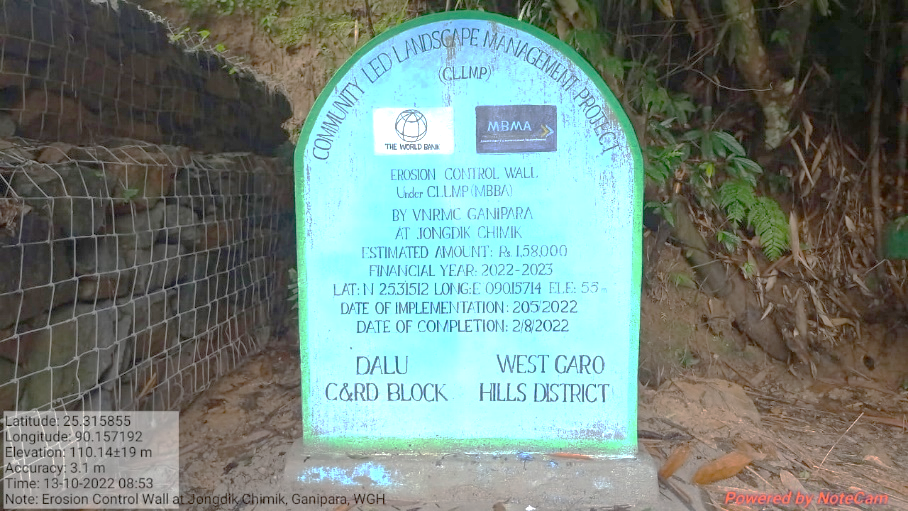 COMMUNITY LED LANDSCAPE MANAGEMENT PROJECT
(CLLMP)
THE WORLD BANK
MBMA
EROSION CONTROL WALL
Under CLLMP (MBBA)
BY VNRMC GANIPARA
AT JONGDIK CHIMIK
ESTIMATED AMOUNT: Rs. 1,58,000
FINANCIAL YEAR: 2022-2023
LAT: N 25.31512 LONG:E 090.15714 ELE: 55 m
DATE OF IMPLEMENTATION: 20/5/2022
DATE OF COMPLETION: 2/8/2022
DALU WEST GARO
C&RD BLOCK HILLS DISTRICT
Latitude: 25.315855
Longitude: 90.157192
Elevation: 110.14±19 m
Accuracy: 3.1 m
Time: 13-10-2022 08:53
Note: Erosion Control Wall at Jongdik Chimik, Ganipara, WGH
Powered by NoteCam